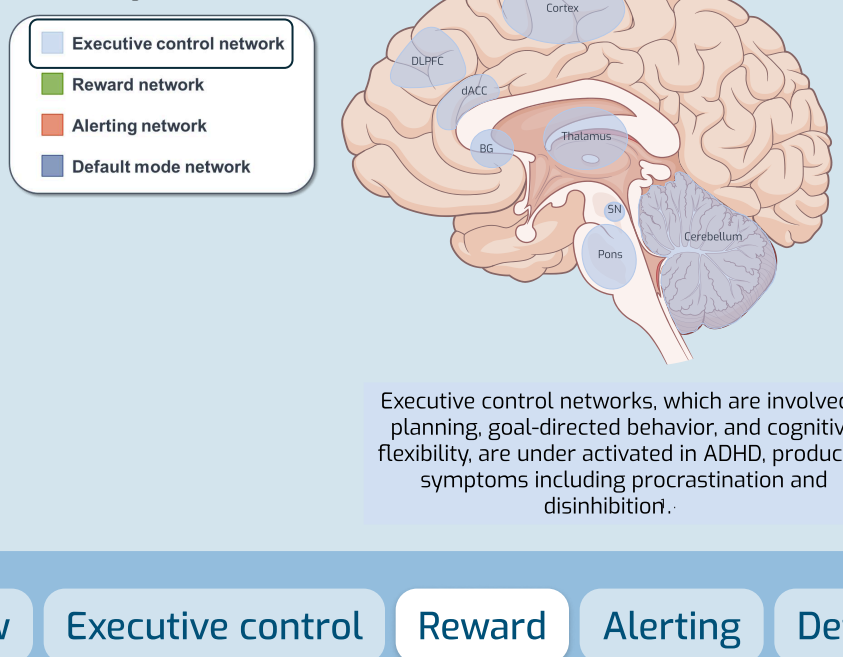 Executive control network
Reward network
Alerting network
Default mode network
Cortex
DLPFC
dACC
Thalamus
BG
SN
Cerebellum
Pons
Executive control networks, which are involved
planning, goal-directed behavior, and cognitiv
flexibility, are under activated in ADHD, produc
symptoms including procrastination and
disinhibition¹.
Executive control
Reward
Alerting
De